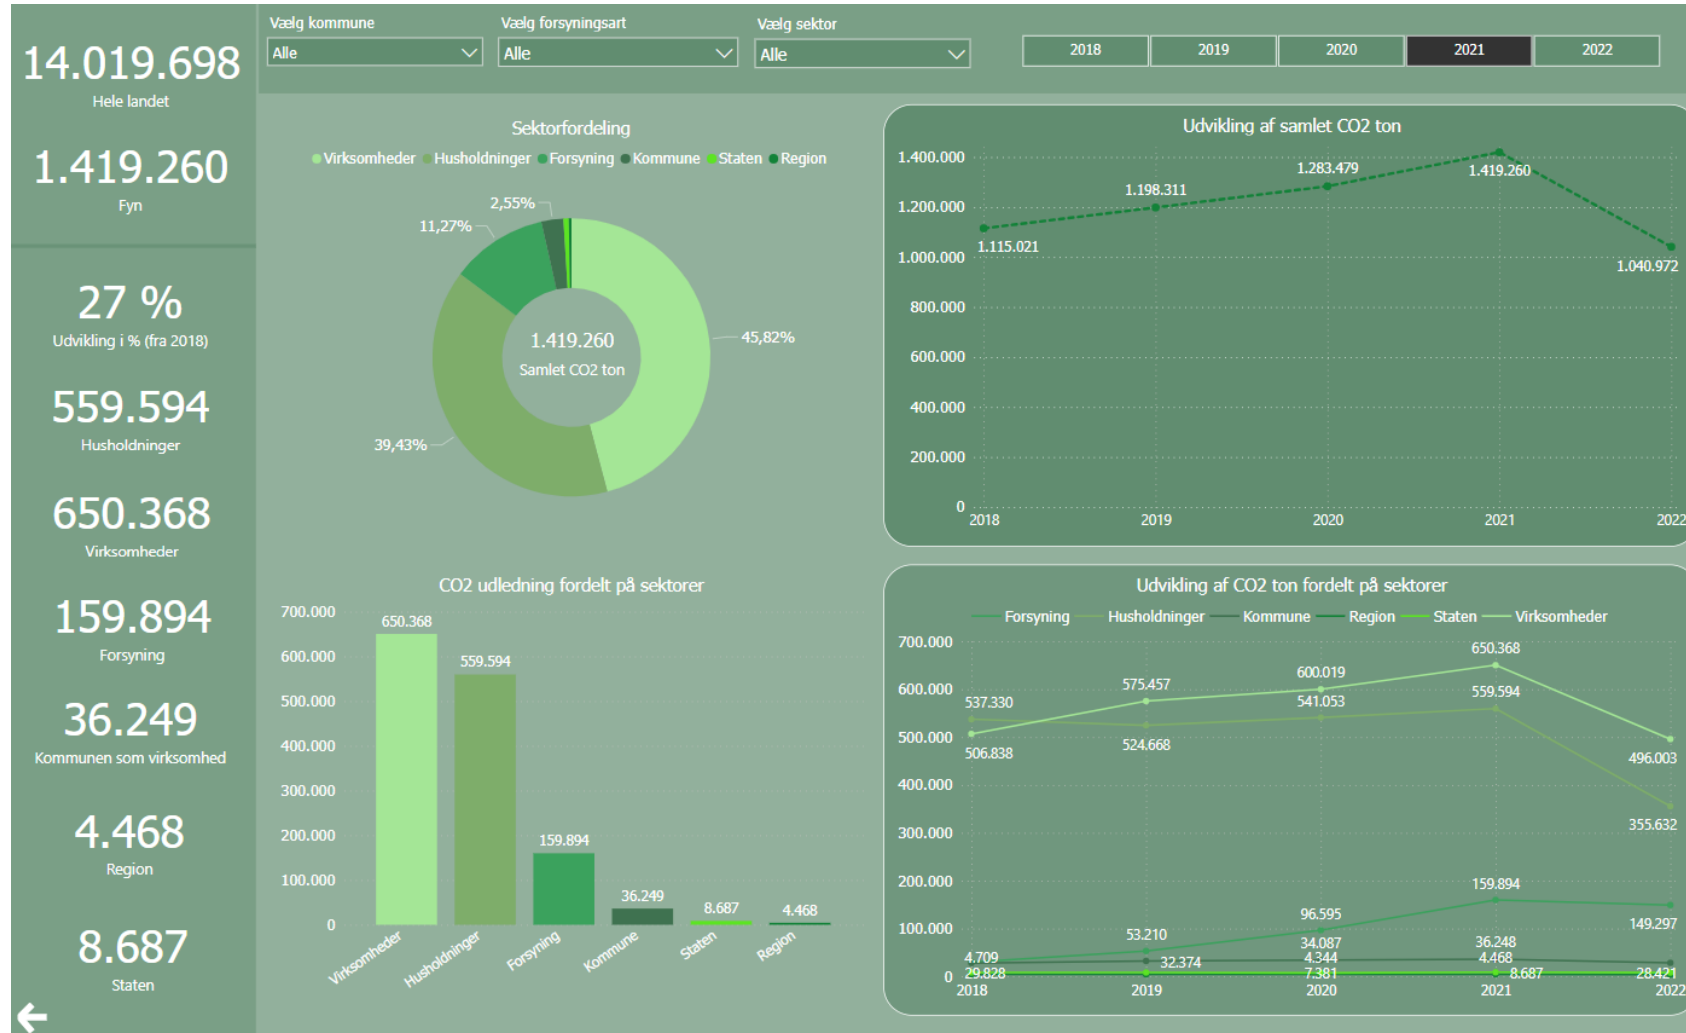 14.019.698
Hele landet
1.419.260
Fyn
27 %
Udvikling i % (fra 2018)
559.594
Husholdninger
650.368
Virksomheder
159.894
Forsyning
36.249
Kommunen som virksomhed
4.468
Region
8.687
Staten
Vælg kommune
Alle
Vælg forsyningsart
Alle
Vælg sektor
Alle
2018 2019 2020 2021 2022
Sektorfordeling
Virksomheder Husholdninger Forsyning Kommune Staten Region
2,55%
11,27%
45,82%
39,43%
1.419.260
Samlet CO2 ton
Udvikling af samlet CO2 ton
1.400.000
1.200.000
1.000.000
800.000
600.000
400.000
200.000
0
1.115.021
1.198.311
1.283.479
1.419.260
1.040.972
2018 2019 2020 2021 2022
CO2 udledning fordelt på sektorer
700.000
600.000
500.000
400.000
300.000
200.000
100.000
0
650.368
559.594
159.894
36.249
8.687
4.468
Virksomheder
Husholdninger
Forsyning
Kommune
Staten
Region
Udvikling af CO2 ton fordelt på sektorer
Forsyning Husholdninger Kommune Region Staten Virksomheder
700.000
600.000
500.000
400.000
300.000
200.000
100.000
0
537.330
506.838
575.457
524.668
600.019
541.053
650.368
559.594
496.003
355.632
4.709
29.828
53.210
32.374
96.595
34.087
4.344
7.381
159.894
36.248
4.468
8.687
149.297
28.421
2018 2019 2020 2021 2022